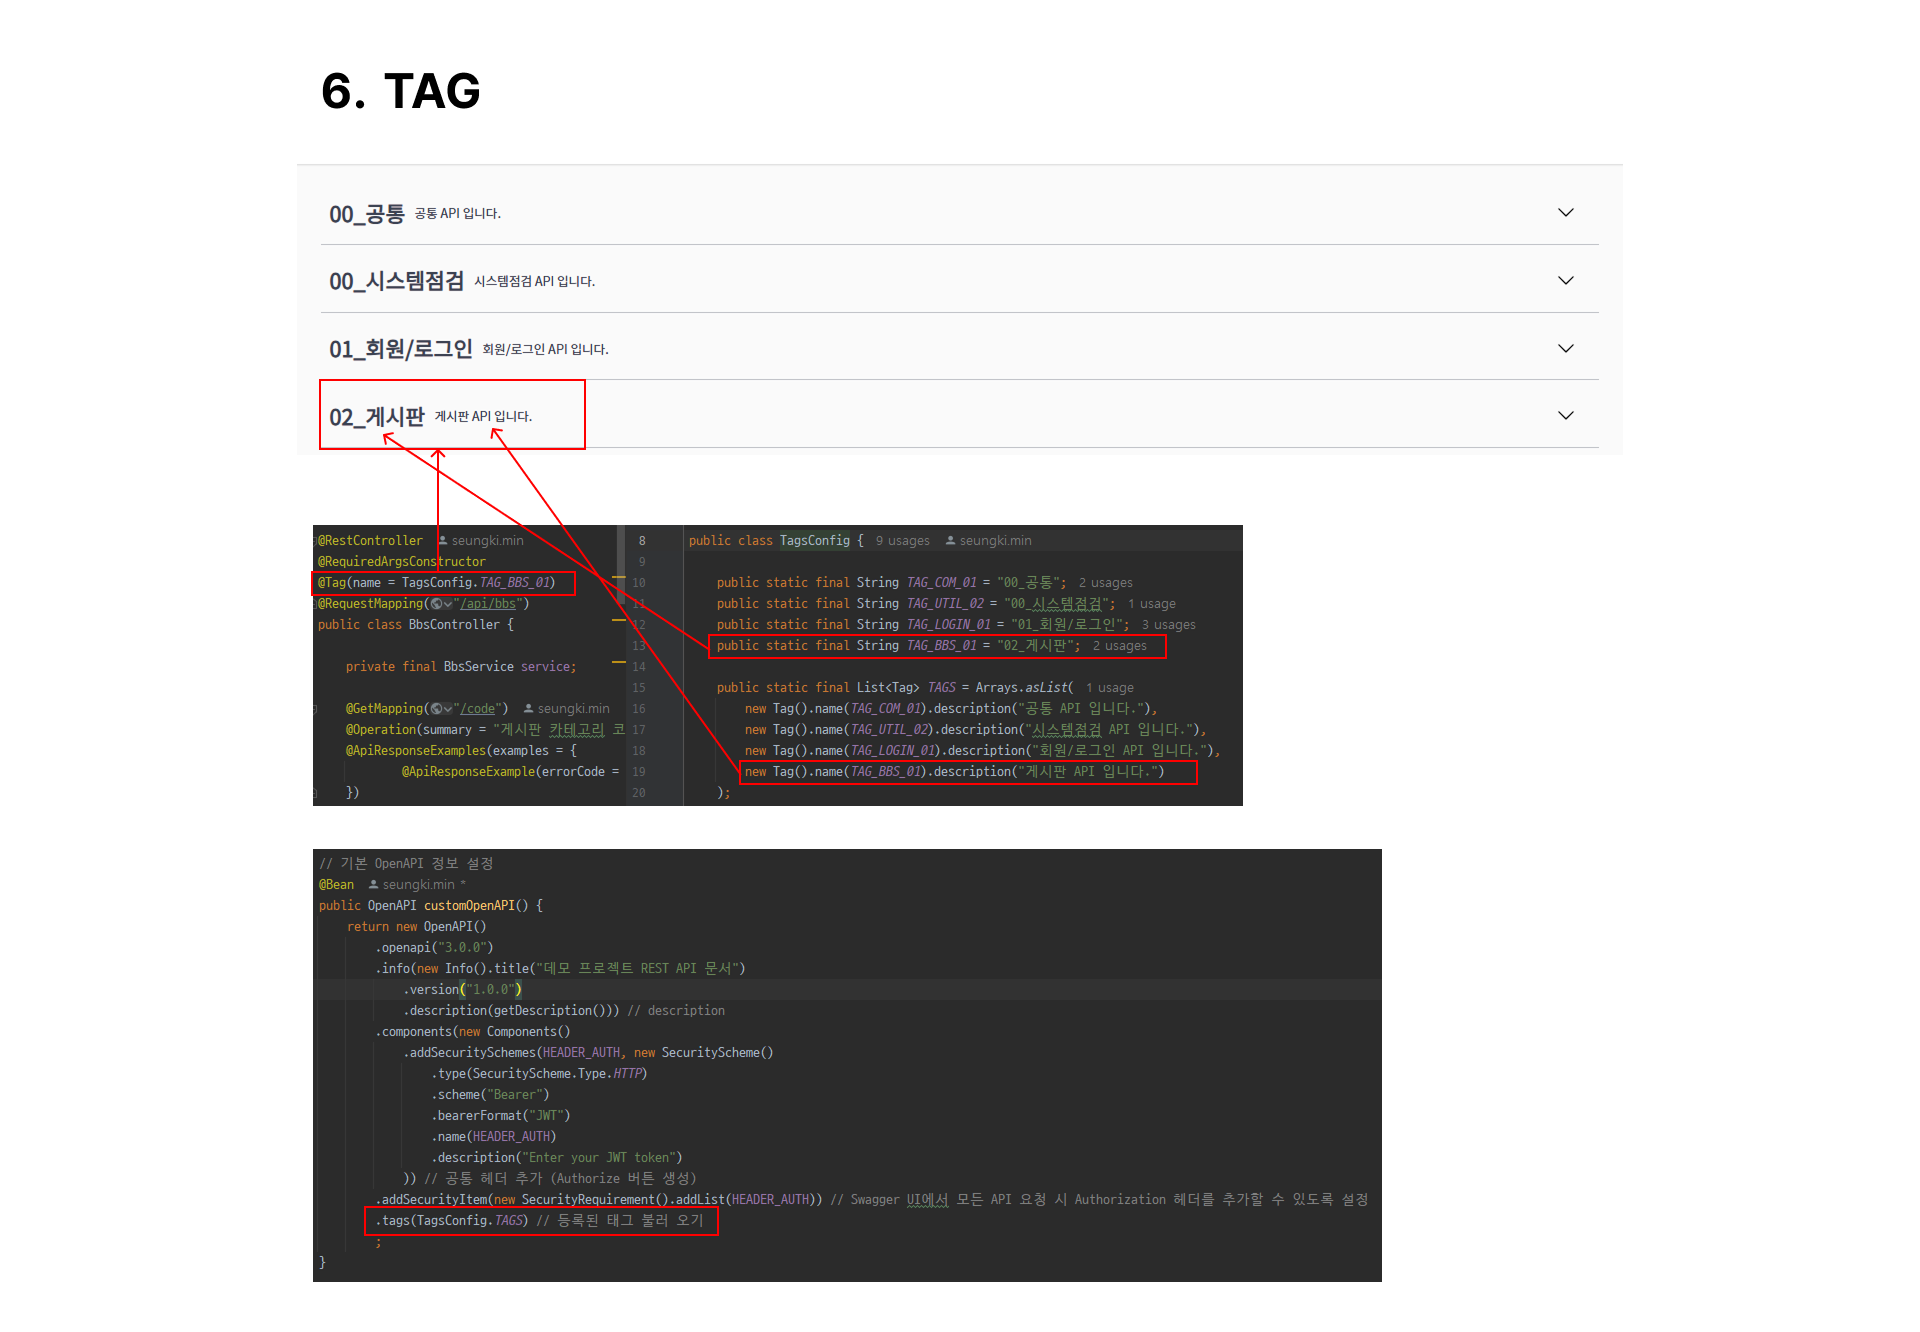 6. TAG
00_공통 공통 API 입니다.
00_시스템점검 시스템점검 API 입니다.
01_회원/로그인 회원/로그인 API 입니다.
02_게시판 게시판 API 입니다.
@RestController seungki.min
@RequiredArgsConstructor
@Tag(name = TagsConfig.TAG_BBS_01)
@RequestMapping("/api/bbs")
public class BbsController {
private final BbsService service;
@GetMapping("/code") seungki.min
@Operation(summary = "게시판 카테고리 코
@ApiResponseExamples(examples = {
@ApiResponseExample(errorCode =
})
8 public class TagsConfig { 9 usages seungki.min
9
10 public static final String TAG_COM_01 = "00_공통"; 2 usages
11 public static final String TAG_UTIL_02 = "00_시스템점검"; 1 usage
12 public static final String TAG_LOGIN_01 = "01_회원/로그인"; 3 usages
13 public static final String TAG_BBS_01 = "02_게시판"; 2 usages
14
15 public static final List<Tag> TAGS = Arrays.asList( 1 usage
16 new Tag().name(TAG_COM_01).description("공통 API 입니다."),
17 new Tag().name(TAG_UTIL_02).description("시스템점검 API 입니다."),
18 new Tag().name(TAG_LOGIN_01).description("회원/로그인 API 입니다."),
19 new Tag().name(TAG_BBS_01).description("게시판 API 입니다.")
20 );
// 기본 OpenAPI 정보 설정
@Bean seungki.min *
public OpenAPI customOpenAPI() {
return new OpenAPI()
.openapi("3.0.0")
.info(new Info().title("데모 프로젝트 REST API 문서")
.version("1.0.0")
.description(getDescription())) // description
.components(new Components()
.addSecuritySchemes(HEADER_AUTH, new SecurityScheme()
.type(SecurityScheme.Type.HTTP)
.scheme("Bearer")
.bearerFormat("JWT")
.name(HEADER_AUTH)
.description("Enter your JWT token")
)) // 공통 헤더 추가 (Authorize 버튼 생성)
.addSecurityItem(new SecurityRequirement().addList(HEADER_AUTH)) // Swagger UI에서 모든 API 요청 시 Authorization 헤더를 추가할 수 있도록 설정
.tags(TagsConfig.TAGS) // 등록된 태그 불러 오기
;
}